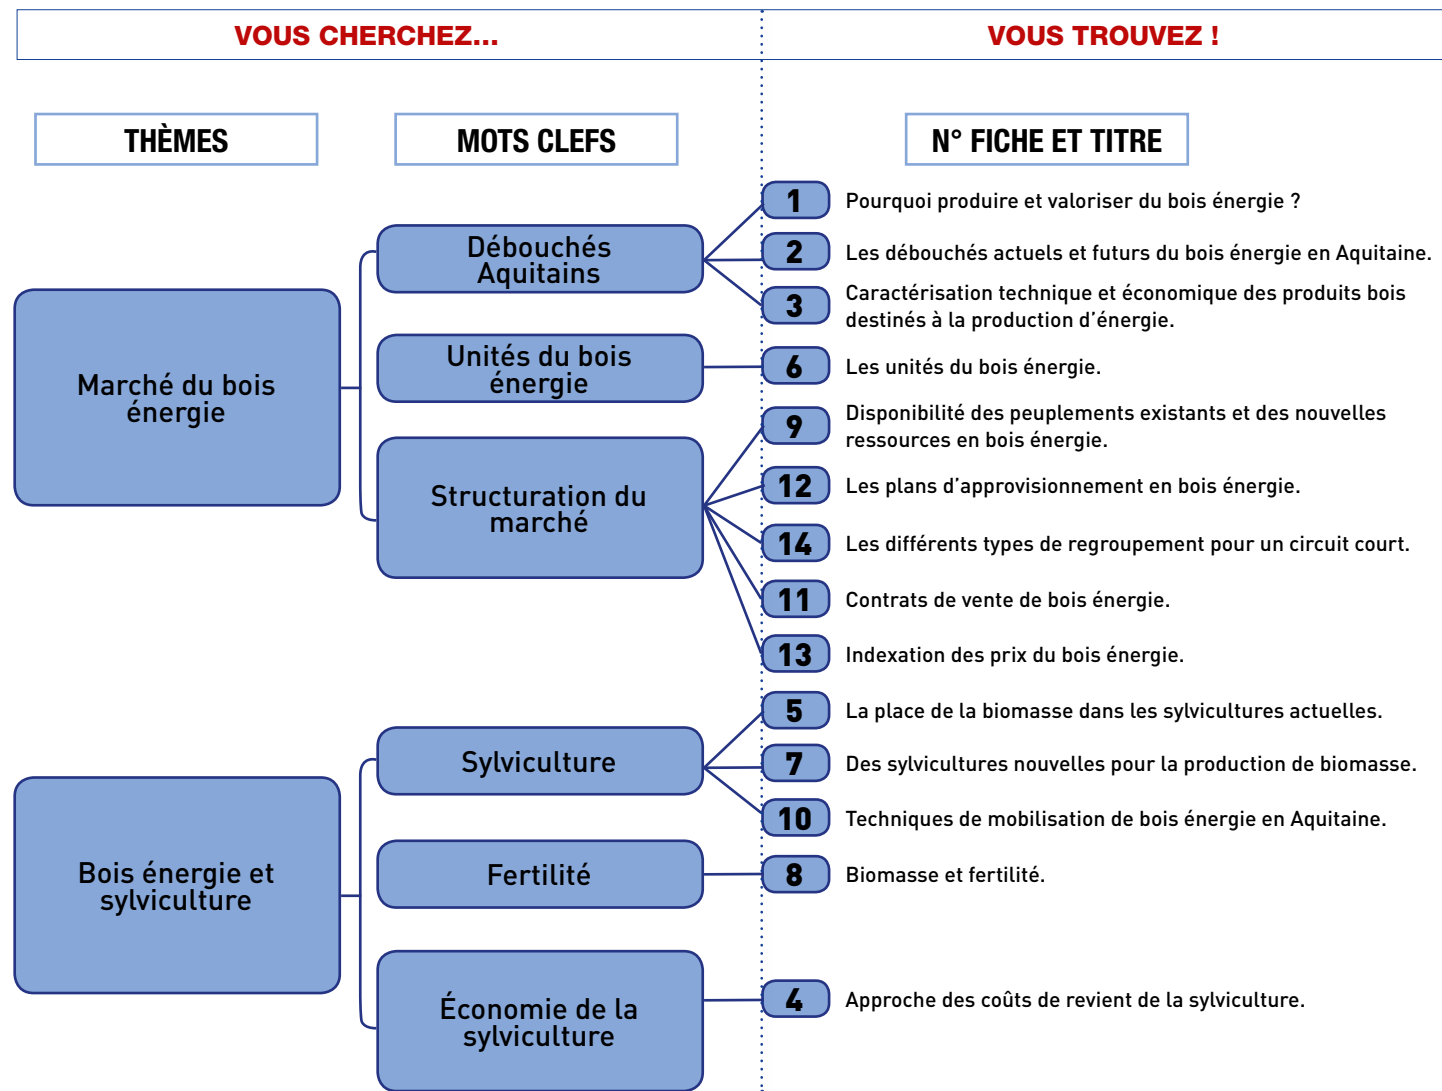 VOUS CHERCHEZ...
VOUS TROUVEZ !
THÈMES
MOTS CLEFS
N° FICHE ET TITRE
Marché du bois
énergie
Débouchés
Aquitains
1 Pourquoi produire et valoriser du bois énergie ?
2 Les débouchés actuels et futurs du bois énergie en Aquitaine.
3 Caractérisation technique et économique des produits bois
destinés à la production d'énergie.
Unités du bois
énergie
6 Les unités du bois énergie.
Structuration du
marché
9 Disponibilité des peuplements existants et des nouvelles
ressources en bois énergie.
12 Les plans d'approvisionnement en bois énergie.
14 Les différents types de regroupement pour un circuit court.
11 Contrats de vente de bois énergie.
13 Indexation des prix du bois énergie.
Bois énergie et
sylviculture
Sylviculture
5 La place de la biomasse dans les sylvicultures actuelles.
7 Des sylvicultures nouvelles pour la production de biomasse.
10 Techniques de mobilisation de bois énergie en Aquitaine.
Fertilité
8 Biomasse et fertilité.
Économie de la
sylviculture
4 Approche des coûts de revient de la sylviculture.